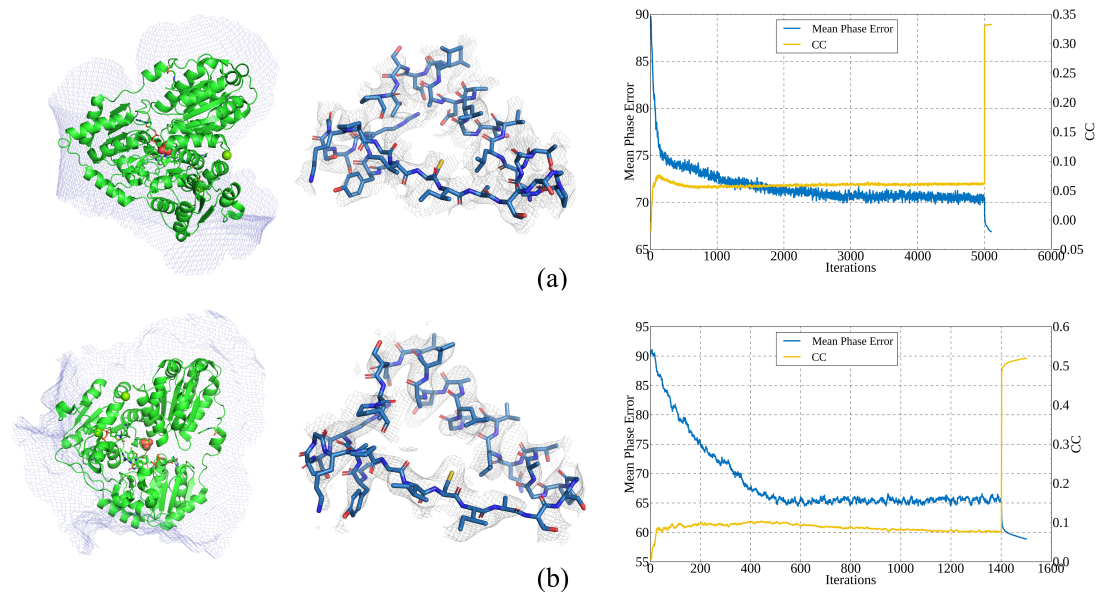 90
85
80
75
70
65
Mean Phase Error
0.35
0.30
0.25
0.20
0.15
0.10
0.05
0.00
0.05
CC
Mean Phase Error
CC
0 1000 2000 3000 4000 5000 6000
Iterations
(a)
95
90
85
80
75
70
65
60
55
Mean Phase Error
0.6
0.5
0.4
0.3
0.2
0.1
0.0
CC
Mean Phase Error
CC
0 200 400 600 800 1000 1200 1400 1600
Iterations
(b)